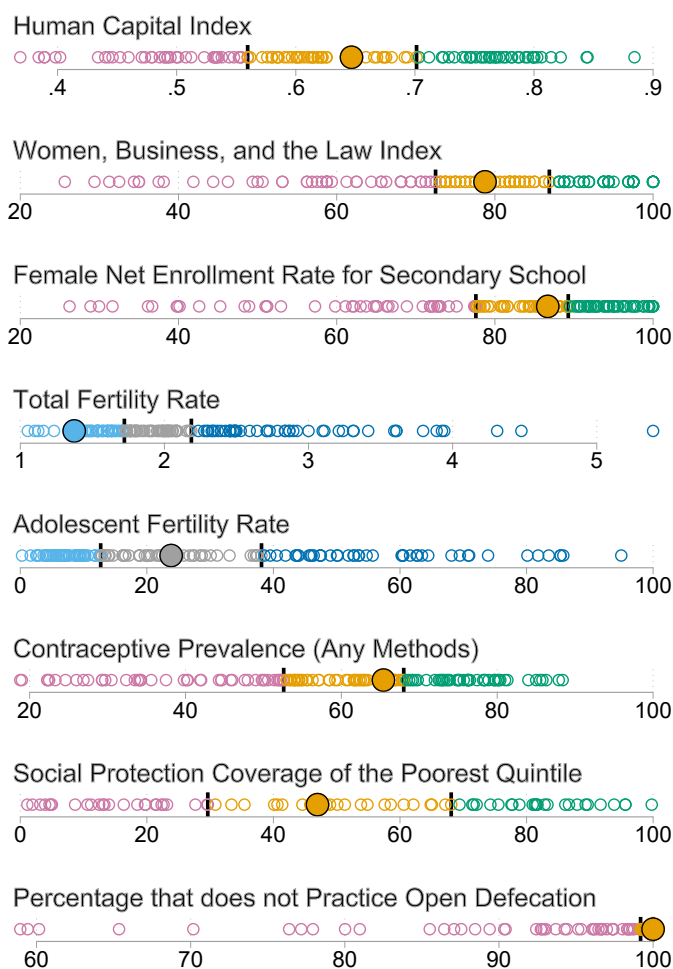 Human Capital Index
.4 .5 .6 .7 .8 .9
Women, Business, and the Law Index
20 40 60 80 100
Female Net Enrollment Rate for Secondary School
20 40 60 80 100
Total Fertility Rate
1 2 3 4 5
Adolescent Fertility Rate
0 20 40 60 80 100
Contraceptive Prevalence (Any Methods)
20 40 60 80 100
Social Protection Coverage of the Poorest Quintile
0 20 40 60 80 100
Percentage that does not Practice Open Defecation
60 70 80 90 100